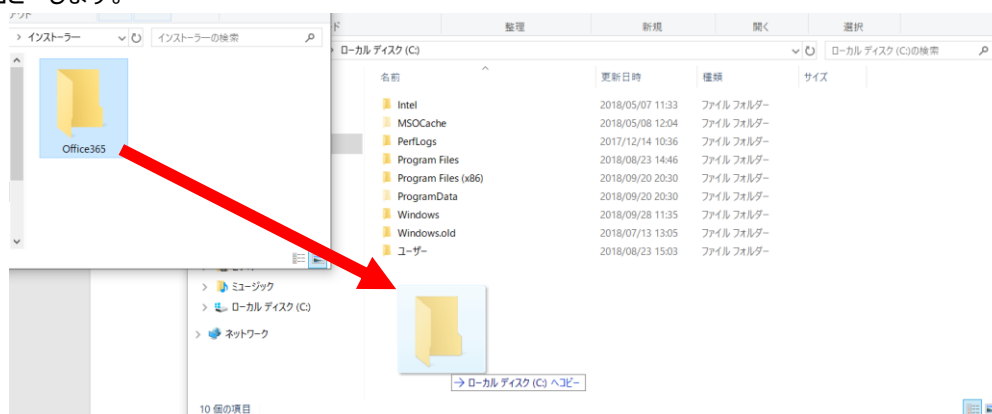 コピーします。
アウト
ド 整理 新規 開く 選択
› インストーラー
インストーラーの検索
› ローカル ディスク (C:)
ローカル ディスク (C:)の検索
名前 更新日時 種類 サイズ
Office365
Intel 2018/05/07 11:33 ファイル フォルダー
MSOCache 2018/05/08 12:04 ファイル フォルダー
PerfLogs 2017/12/14 10:36 ファイル フォルダー
Program Files 2018/08/23 14:46 ファイル フォルダー
Program Files (x86) 2018/09/20 20:30 ファイル フォルダー
ProgramData 2018/09/20 20:30 ファイル フォルダー
Windows 2018/09/28 11:35 ファイル フォルダー
Windows.old 2018/07/13 13:05 ファイル フォルダー
ユーザー 2018/08/23 15:03 ファイル フォルダー
› ミュージック
› ローカル ディスク (C:)
› ネットワーク
→ ローカル ディスク (C:) へコピー
10 個の項目